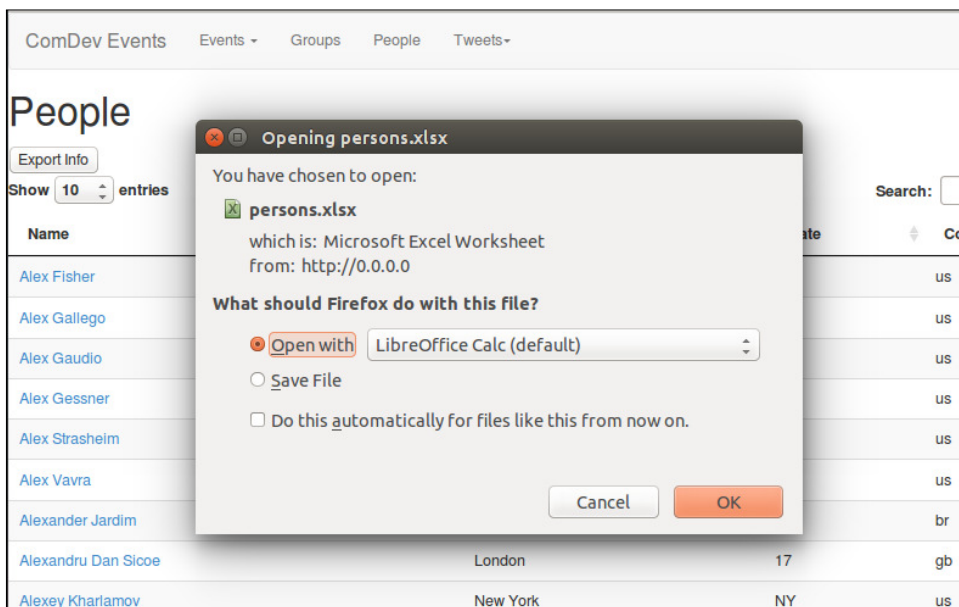 ComDev Events Events Groups People Tweets
People
Export Info
Show 10 entries
Search:
Name
Alex Fisher us
Alex Gallego us
Alex Gaudio us
Alex Gessner us
Alex Strasheim us
Alex Vavra us
Alexander Jardim br
Alexandru Dan Sicoe London 17 gb
Alexey Kharlamov New York NY us
Opening persons.xlsx
You have chosen to open:
persons.xlsx
which is: Microsoft Excel Worksheet
from: http://0.0.0.0
What should Firefox do with this file?
Open with LibreOffice Calc (default)
Save File
Do this automatically for files like this from now on.
Cancel OK